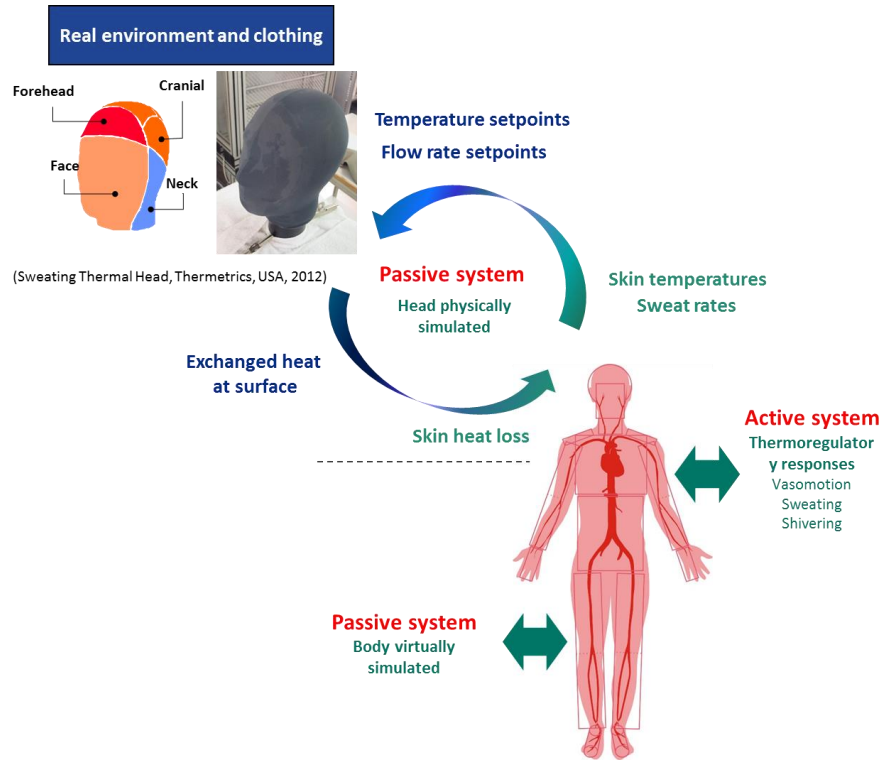 Real environment and clothing
Forehead
Cranial
Face
Neck
(Sweating Thermal Head, Thermetrics, USA, 2012)
Temperature setpoints
Flow rate setpoints
Passive system
Head physically
simulated
Skin temperatures
Sweat rates
Exchanged heat
at surface
Skin heat loss
Active system
Thermoregulator
y responses
Vasomotion
Sweating
Shivering
Passive system
Body virtually
simulated